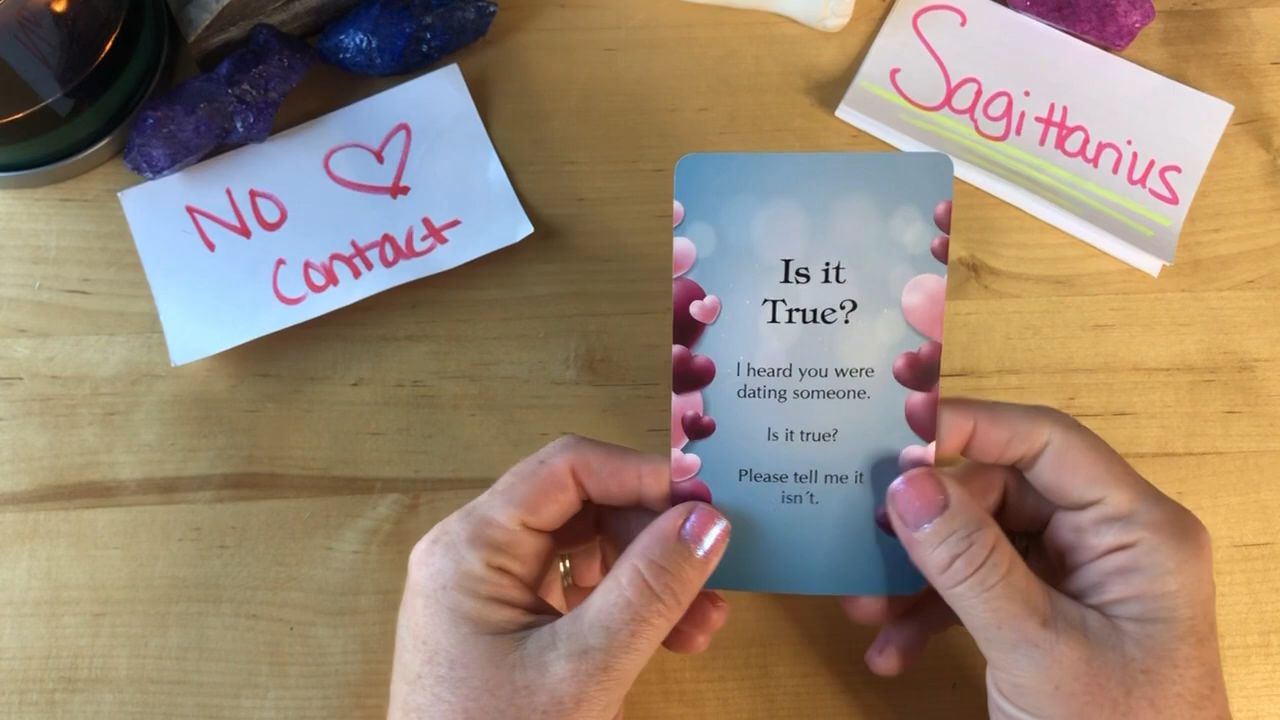 No
Contact
Sagittarius
Is it
True?
I heard you were
dating someone.
Is it true?
Please tell me it
isn´t.